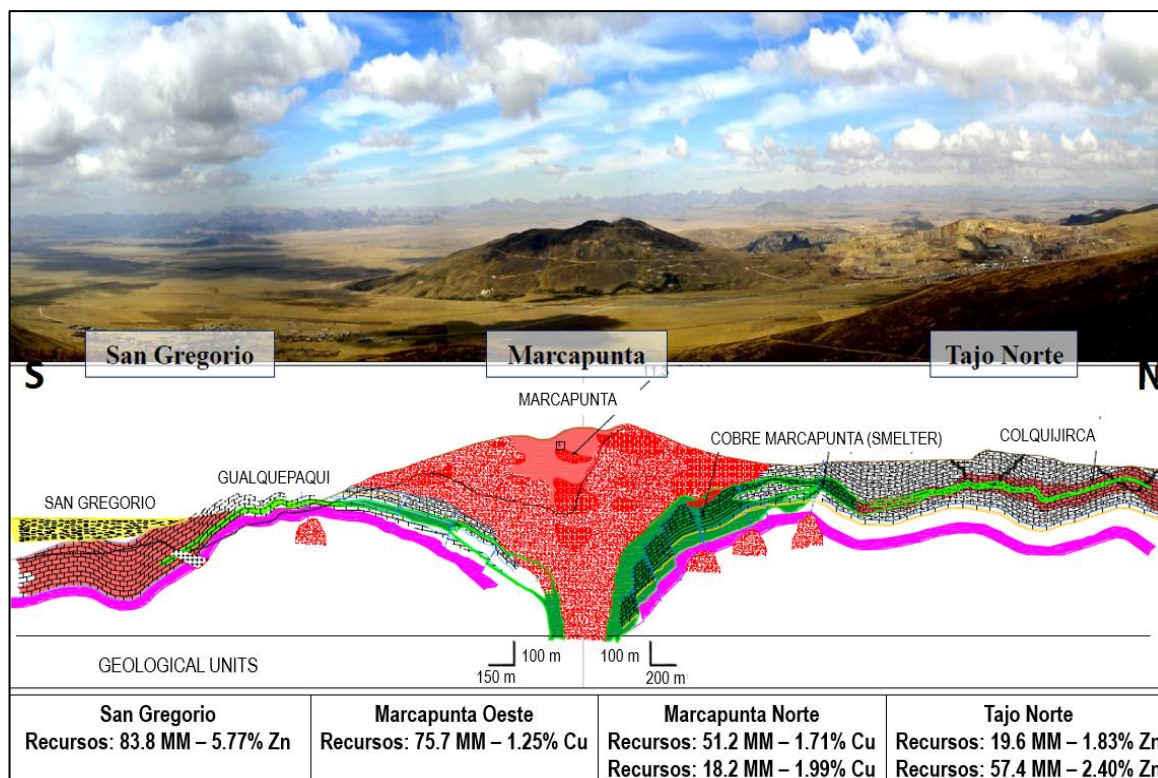 San Gregorio
Marcapunta
Tajo Norte
S
N
MARCAPUNTA
COBRE MARCAPUNTA (SMELTER)
COLQUIJIRCA
GUALQUEPAQUI
SAN GREGORIO
100 m
100 m
150 m
200 m
GEOLOGICAL UNITS
San Gregorio
Recursos: 83.8 MM – 5.77% Zn
Marcapunta Oeste
Recursos: 75.7 MM – 1.25% Cu
Marcapunta Norte
Recursos: 51.2 MM – 1.71% Cu
Recursos: 18.2 MM – 1.99% Cu
Tajo Norte
Recursos: 19.6 MM – 1.83% Zn
Recursos: 57.4 MM – 2.40% Zn